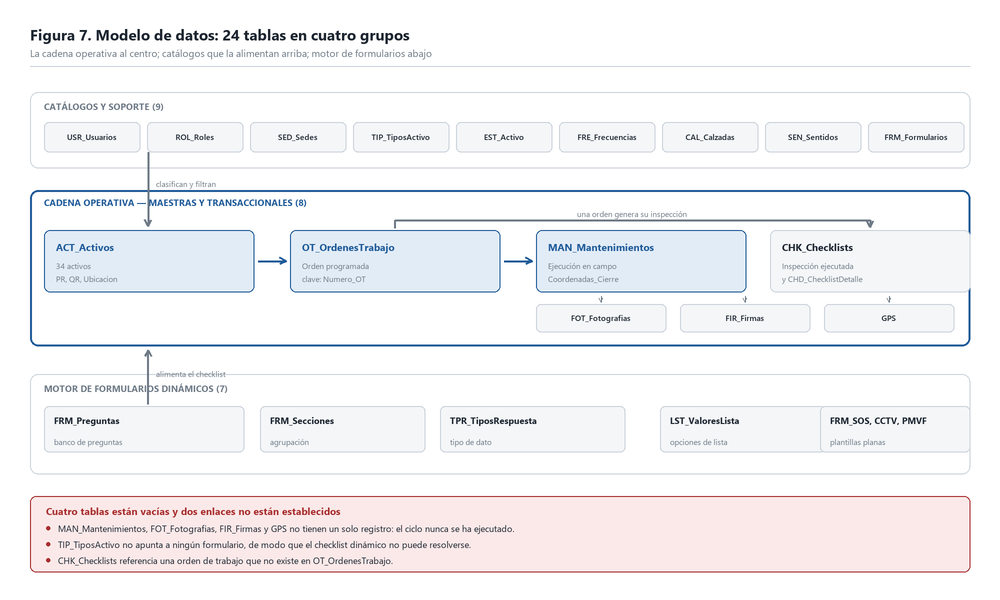 Figura 7. Modelo de datos: 24 tablas en cuatro grupos
La cadena operativa al centro; catálogos que la alimentan arriba; motor de formularios abajo
CATÁLOGOS Y SOPORTE (9)
USR_Usuarios
ROL_Roles
SED_Sedes
TIP_TiposActivo
EST_Activo
FRE_Frecuencias
CAL_Calzadas
SEN_Sentidos
FRM_Formularios
clasifican y filtran
CADENA OPERATIVA — MAESTRAS Y TRANSACCIONALES (8)
una orden genera su inspección
ACT_Activos
34 activos
PR, QR, Ubicacion
OT_OrdenesTrabajo
Orden programada
clave: Numero_OT
MAN_Mantenimientos
Ejecución en campo
Coordenadas_Cierre
CHK_Checklists
Inspección ejecutada
y CHD_ChecklistDetalle
FOT_Fotografias
FIR_Firmas
GPS
alimenta el checklist
MOTOR DE FORMULARIOS DINÁMICOS (7)
FRM_Preguntas
banco de preguntas
FRM_Secciones
agrupación
TPR_TiposRespuesta
tipo de dato
LST_ValoresLista
opciones de lista
FRM_SOS, CCTV, PMVF
plantillas planas
Cuatro tablas están vacías y dos enlaces no están establecidos
MAN_Mantenimientos, FOT_Fotografias, FIR_Firmas y GPS no tienen un solo registro: el ciclo nunca se ha ejecutado.
TIP_TiposActivo no apunta a ningún formulario, de modo que el checklist dinámico no puede resolverse.
CHK_Checklists referencia una orden de trabajo que no existe en OT_OrdenesTrabajo.